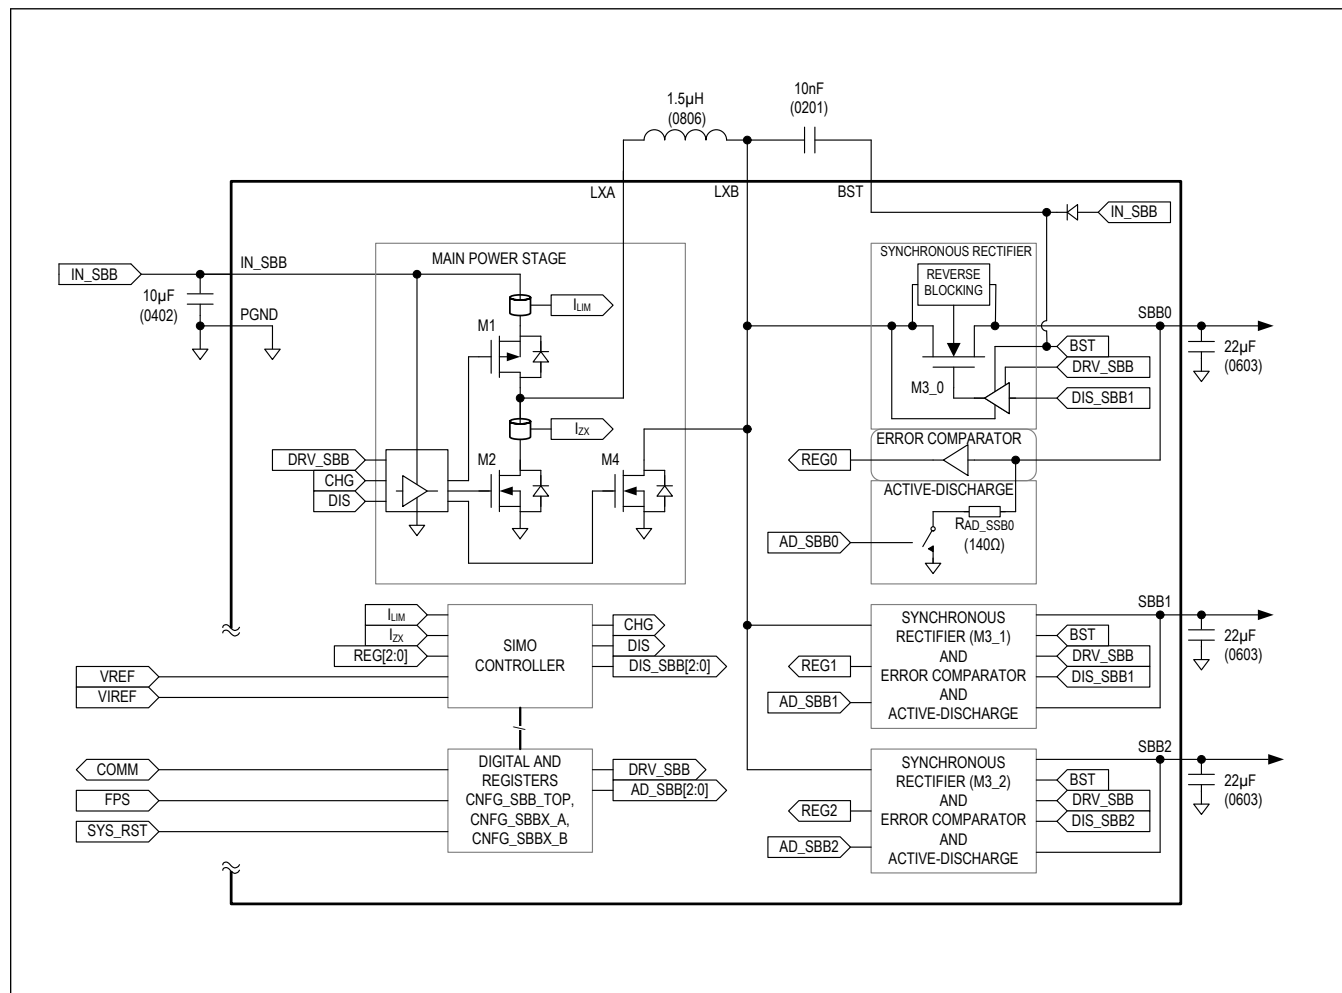 1.5µH
(0806)
10nF
(0201)
LXA
LXB
BST
IN_SBB
IN_SBB
IN_SBB
10µF
(0402)
PGND
MAIN POWER STAGE
ILIM
M1
IZX
M2
M4
DRV_SBB
CHG
DIS
SYNCHRONOUS RECTIFIER
REVERSE
BLOCKING
M3_0
BST
DRV_SBB
DIS_SBB1
SBB0
22µF
(0603)
ERROR COMPARATOR
REG0
ACTIVE-DISCHARGE
RAD_SSB0
(140Ω)
AD_SBB0
ILIM
IZX
REG[2:0]
VREF
VIREF
SIMO
CONTROLLER
CHG
DIS
DIS_SBB[2:0]
SYNCHRONOUS
RECTIFIER (M3_1)
AND
ERROR COMPARATOR
AND
ACTIVE-DISCHARGE
REG1
AD_SBB1
SBB1
BST
DRV_SBB
DIS_SBB1
22µF
(0603)
COMM
FPS
SYS_RST
DIGITAL AND
REGISTERS
CNFG_SBB_TOP,
CNFG_SBBX_A,
CNFG_SBBX_B
DRV_SBB
AD_SBB[2:0]
SYNCHRONOUS
RECTIFIER (M3_2)
AND
ERROR COMPARATOR
AND
ACTIVE-DISCHARGE
REG2
AD_SBB2
SBB2
BST
DRV_SBB
DIS_SBB2
22µF
(0603)